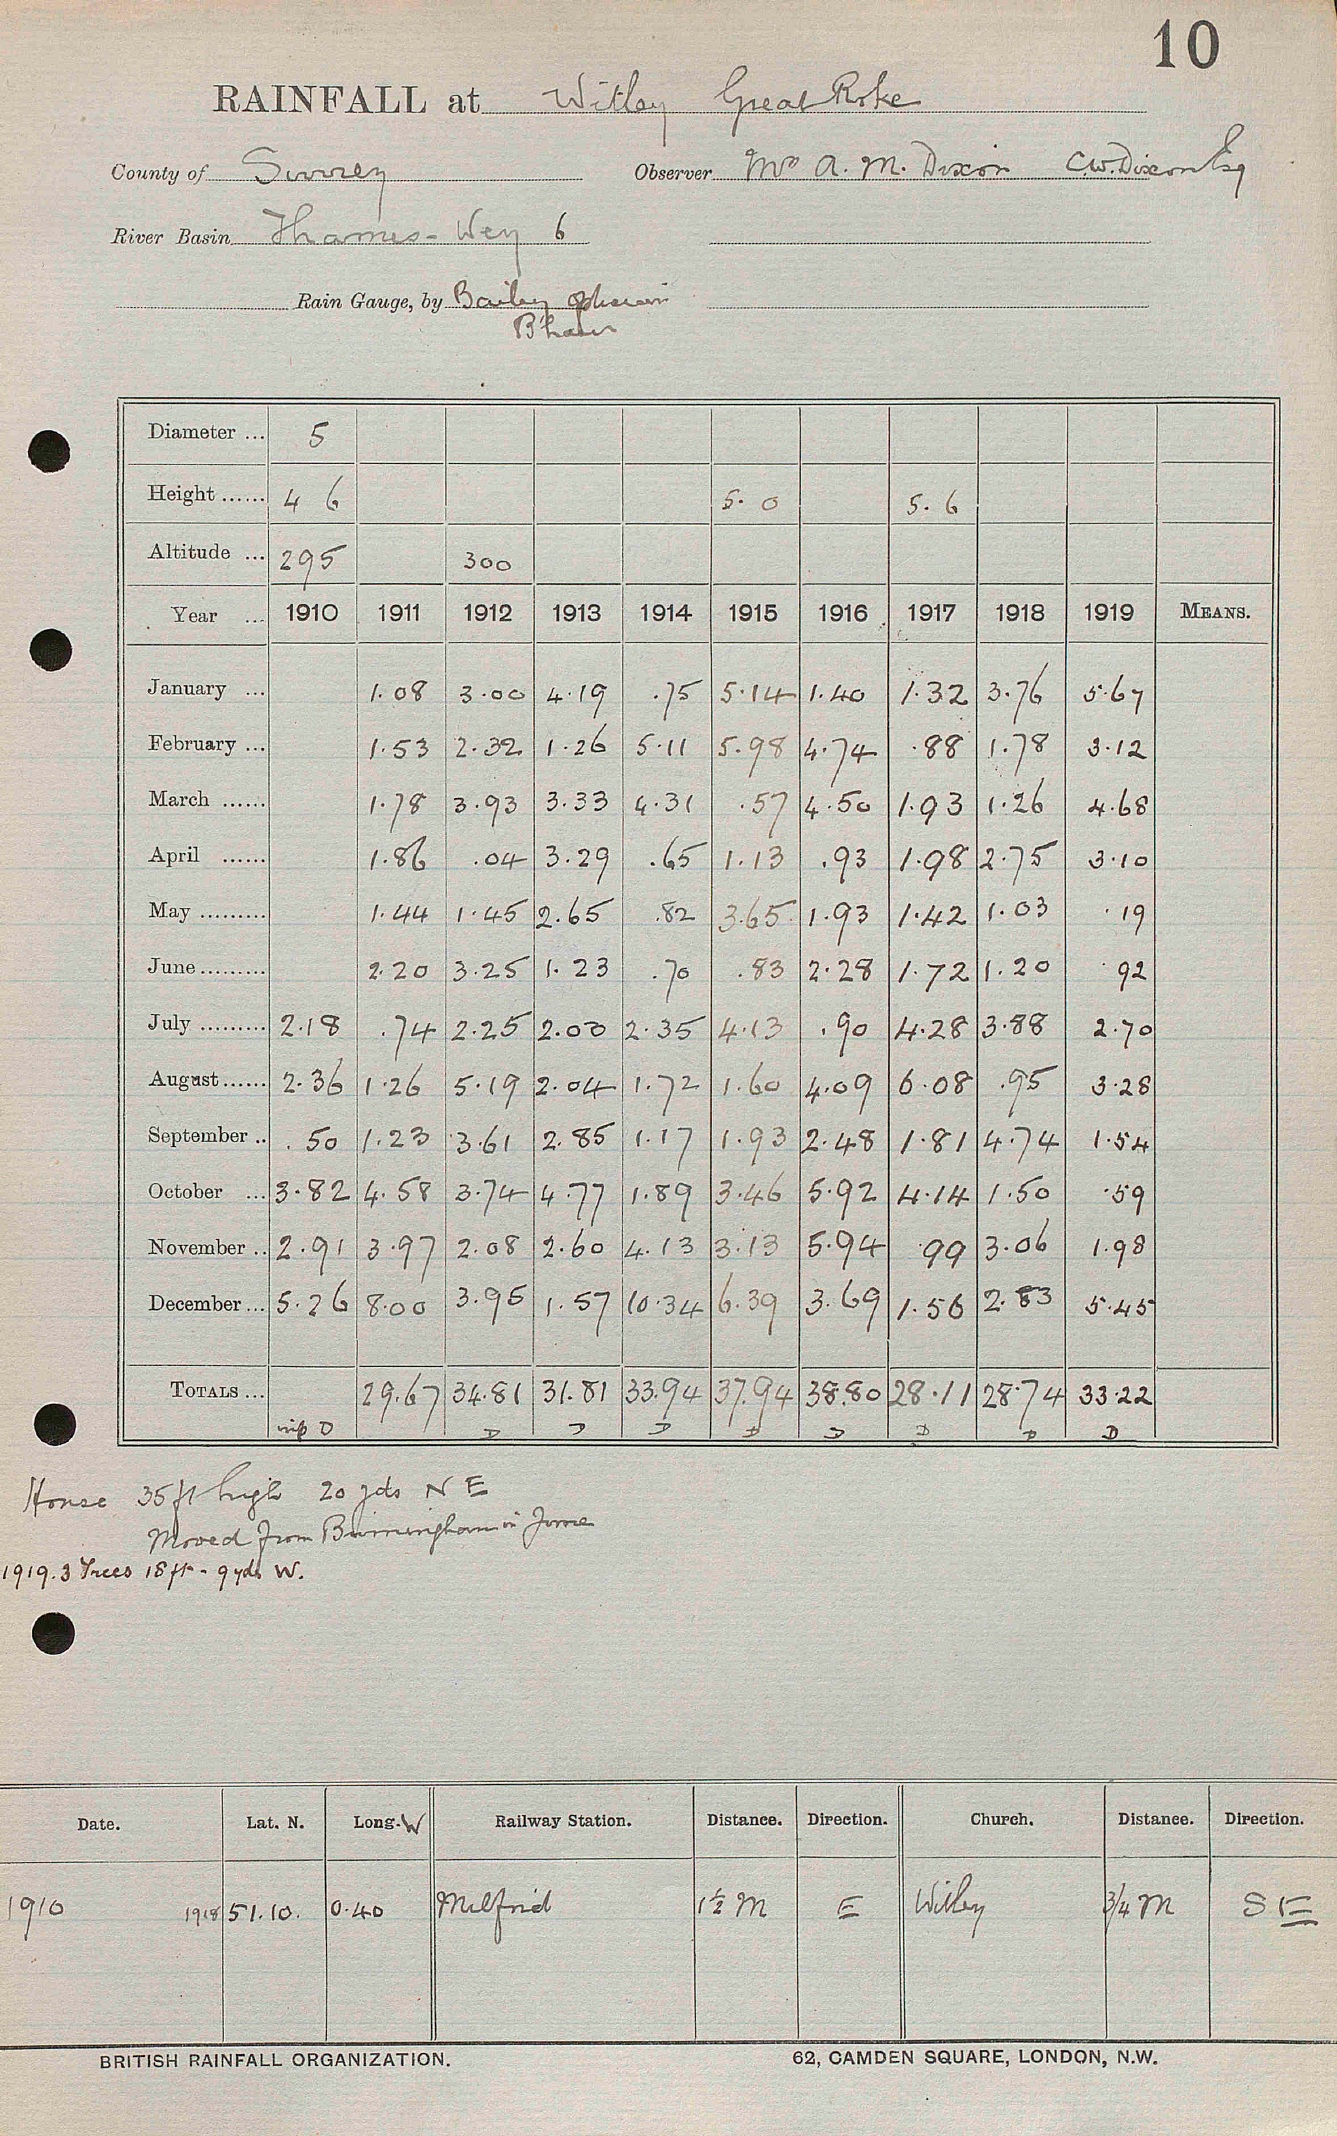 10
RAINFALL at Witley Great Roke
County of Surrey Observer Mrs A. M. Dixon C.W. Dixon Esq
River Basin Thames - Wey 6
Rain Gauge, by Bailey
B'ham
Diameter ... 5
Height ...... 4 6 5. 0 5. 6
Altitude ... 295 300
Year ... 1910 1911 1912 1913 1914 1915 1916 1917 1918 1919 MEANS.
January ... 1.08 3.00 4.19 .75 5.14 1.40 1.32 3.76 5.67
February ... 1.53 2.32 1.26 5.11 5.98 4.74 .88 1.78 3.12
March ...... 1.78 3.93 3.33 4.31 .57 4.50 1.93 1.26 4.68
April ...... 1.86 .04 3.29 .65 1.13 .93 1.98 2.75 3.10
May ......... 1.44 1.45 2.65 .82 3.65 1.93 1.42 1.03 .19
June ......... 2.20 3.25 1.23 .70 .83 2.28 1.72 1.20 .92
July ......... 2.18 .74 2.25 2.00 2.35 4.13 .90 4.28 3.88 2.70
August ...... 2.36 1.26 5.19 2.04 1.72 1.60 4.09 6.08 .95 3.28
September .. .50 1.23 3.61 2.85 1.17 1.93 2.48 1.81 4.74 1.54
October ... 3.82 4.58 3.74 4.77 1.89 3.46 5.92 4.14 1.50 .59
November .. 2.91 3.97 2.08 2.60 4.13 3.13 5.94 .99 3.06 1.98
December ... 5.26 8.00 3.95 1.57 10.34 6.39 3.69 1.56 2.83 5.45
TOTALS ... 29.67 34.81 31.81 33.94 37.94 38.80 28.11 28.74 33.22
D D D D D D D D D
House 35 ft high 20 yds N E
Moved from Birmingham in June
1919. 3 Trees 18 ft - 9 yds W.
Date. Lat. N. Long. W Railway Station. Distance. Direction. Church. Distance. Direction.
1910 1918 51.10. 0.40 Milford 1½ M E Witley 3/4 M S E
BRITISH RAINFALL ORGANIZATION. 62, CAMDEN SQUARE, LONDON, N.W.